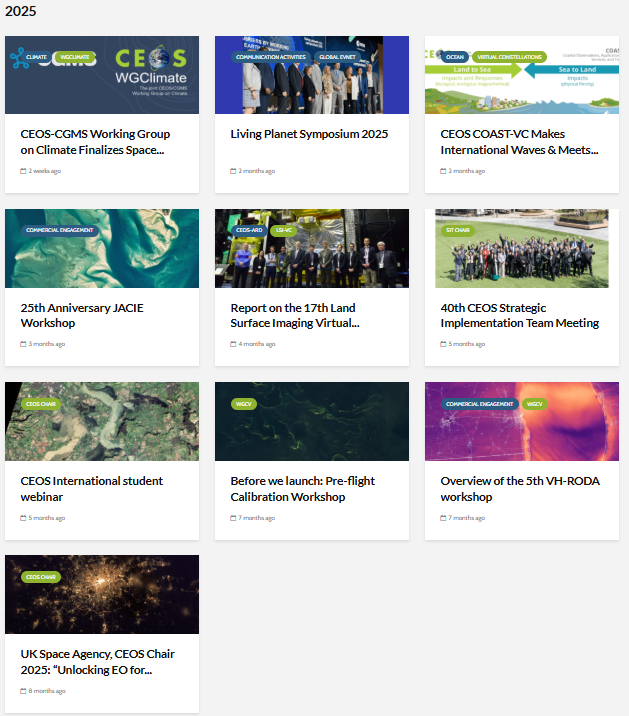 2025
CLIMATE
WGCLIMATE
CEOS
WGClimate
The joint CEOS-CGMS
Working Group on Climate
CEOS-CGMS Working Group
on Climate Finalizes Space...
2 weeks ago
COMMUNICATION ACTIVITIES
GLOBAL EVNET
Living Planet Symposium 2025
2 months ago
OCEAN
VIRTUAL CONSTELLATIONS
Land to Sea
Impacts and Responses
Sea to Land
Impacts
(physical forcing)
CEOS COAST-VC Makes
International Waves & Meets...
2 months ago
COMMERCIAL ENGAGEMENT
25th Anniversary JACIE
Workshop
3 months ago
CEOS-ARD
LSI-VC
Report on the 17th Land
Surface Imaging Virtual...
4 months ago
SIT CHAIR
40th CEOS Strategic
Implementation Team Meeting
5 months ago
CEOS CHAIR
CEOS International student
webinar
5 months ago
WGCV
Before we launch: Pre-flight
Calibration Workshop
7 months ago
COMMERCIAL ENGAGEMENT
WGCV
Overview of the 5th VH-RODA
workshop
7 months ago
CEOS CHAIR
UK Space Agency, CEOS Chair
2025: “Unlocking EO for...
8 months ago